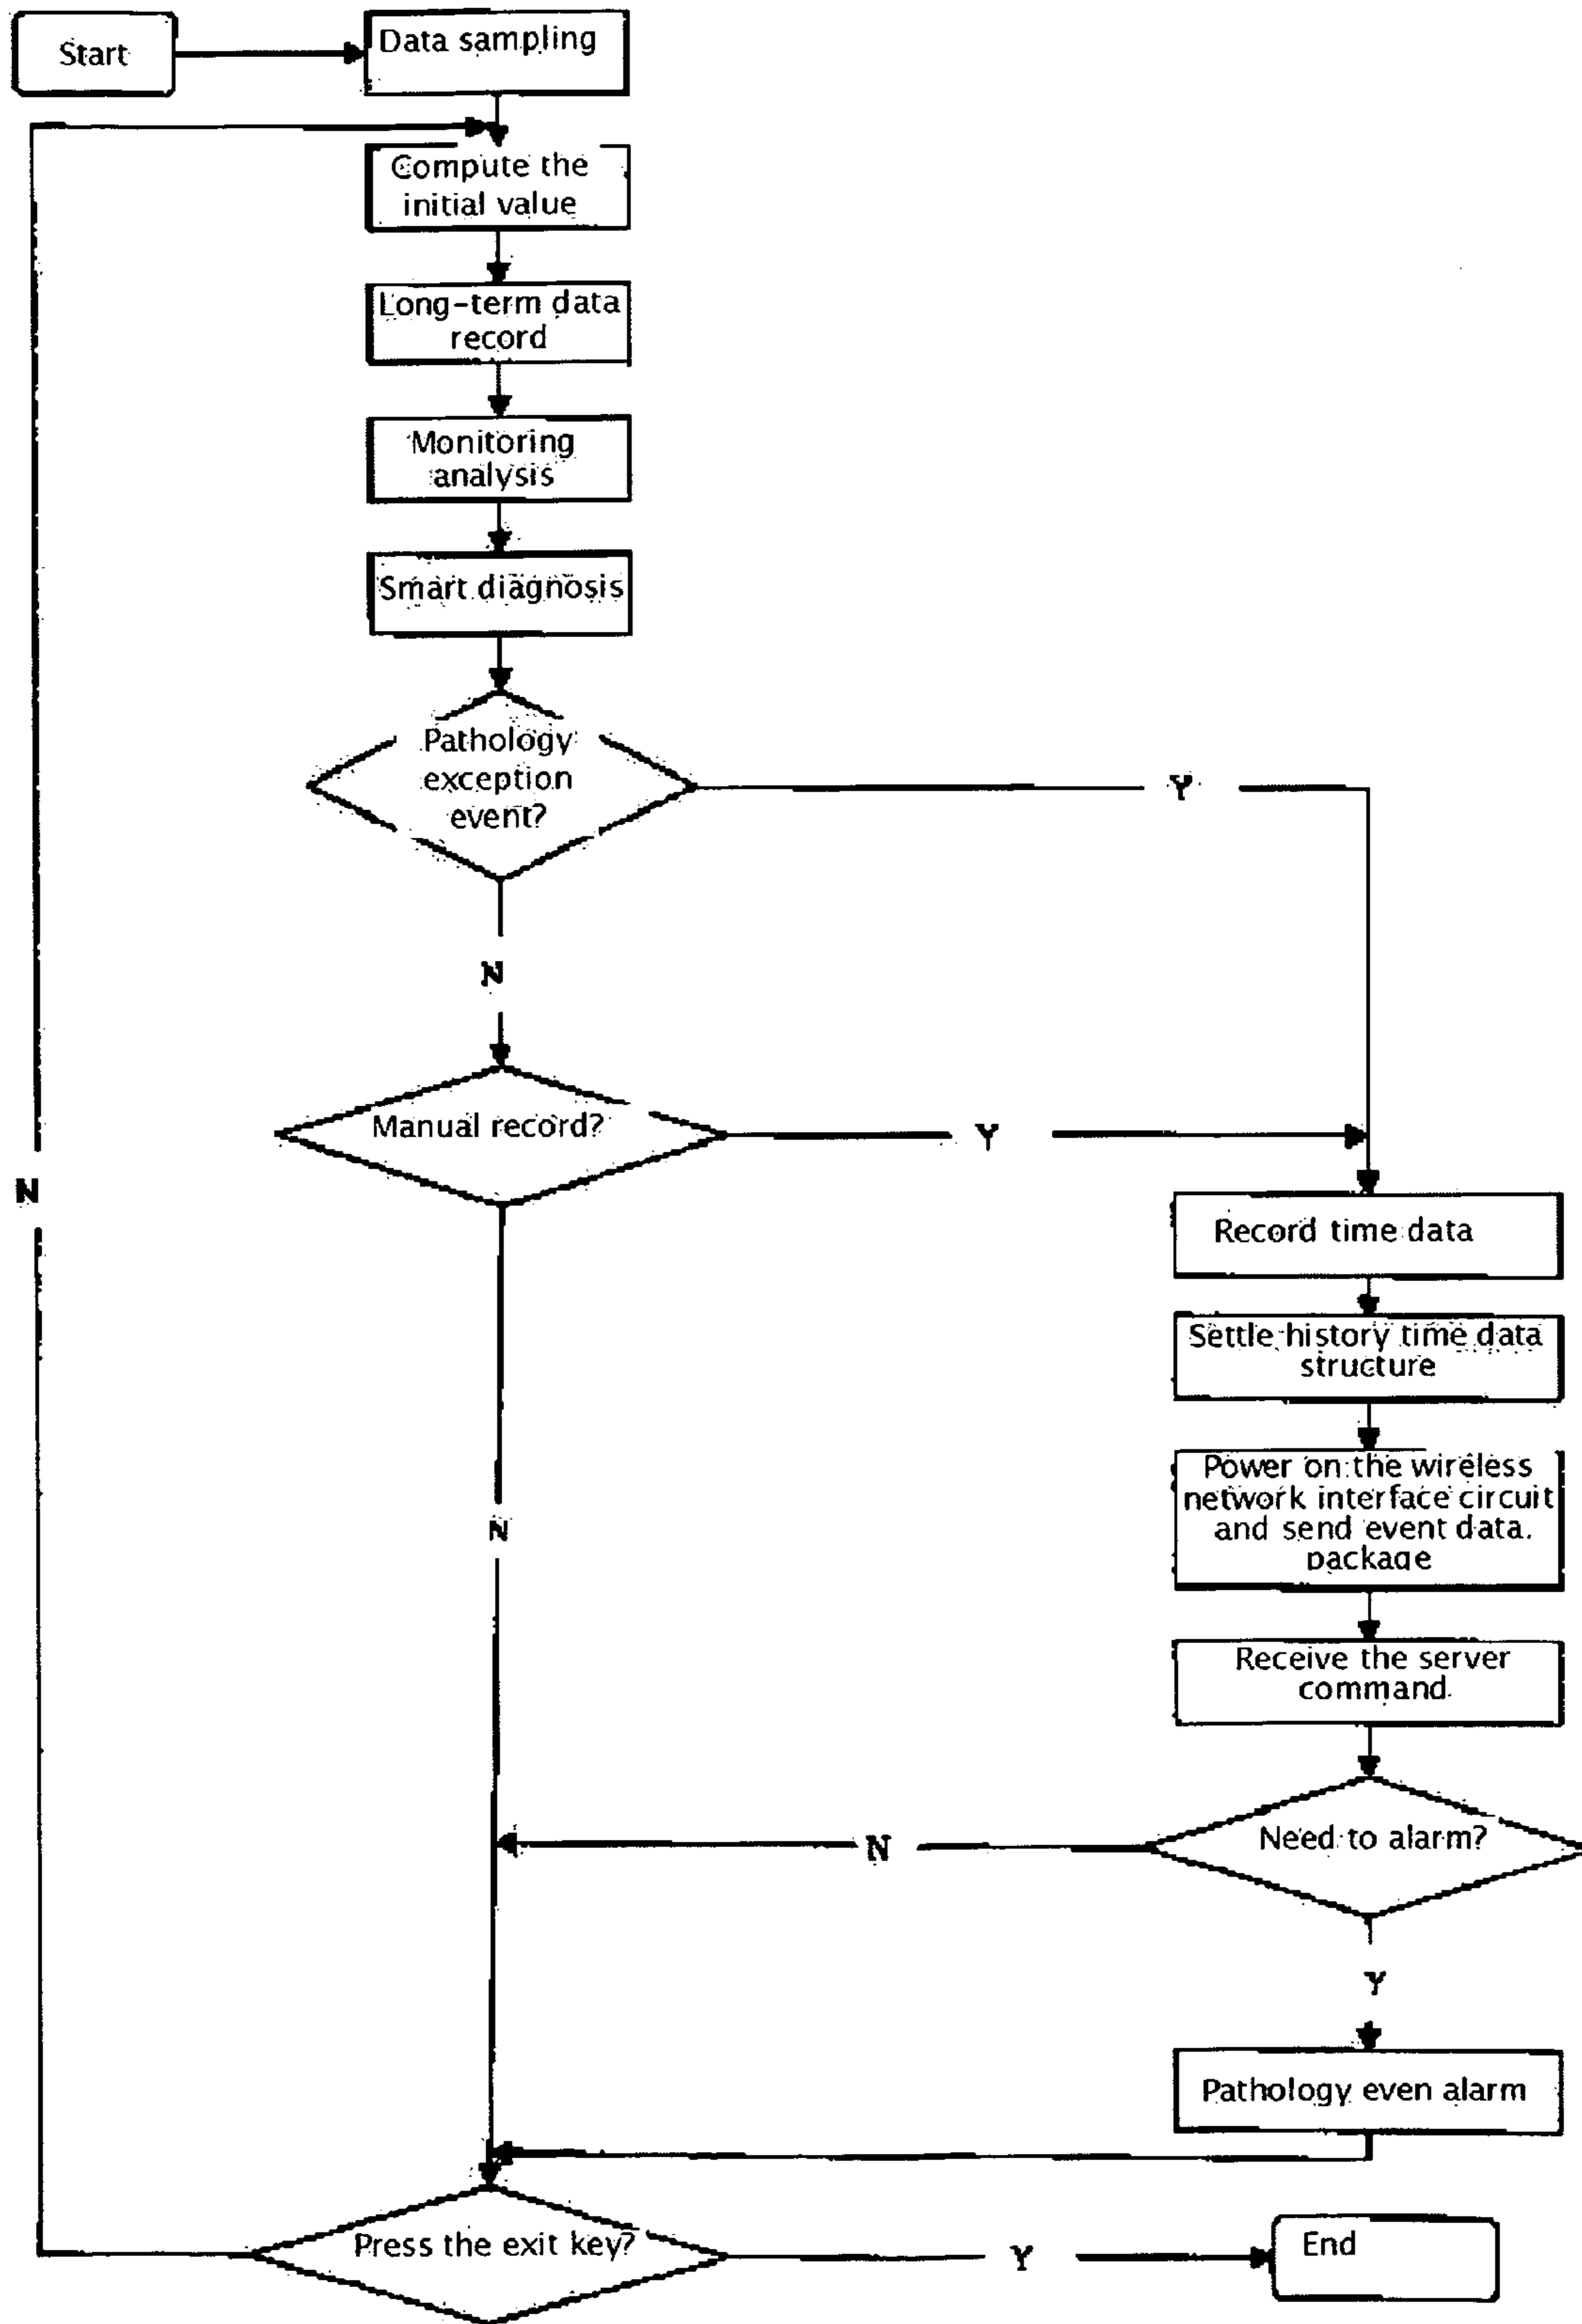 Start
Data sampling
Compute the
initial value
Long-term data
record
Monitoring
analysis
Smart diagnosis
Pathology
exception
event?
Y
N
Manual record?
Y
N
Record time data
Settle history time data
structure
Power on the wireless
network interface circuit
and send event data.
package
N
Receive the server
command
Need to alarm?
N
Y
Pathology even alarm
Press the exit key?
Y
End